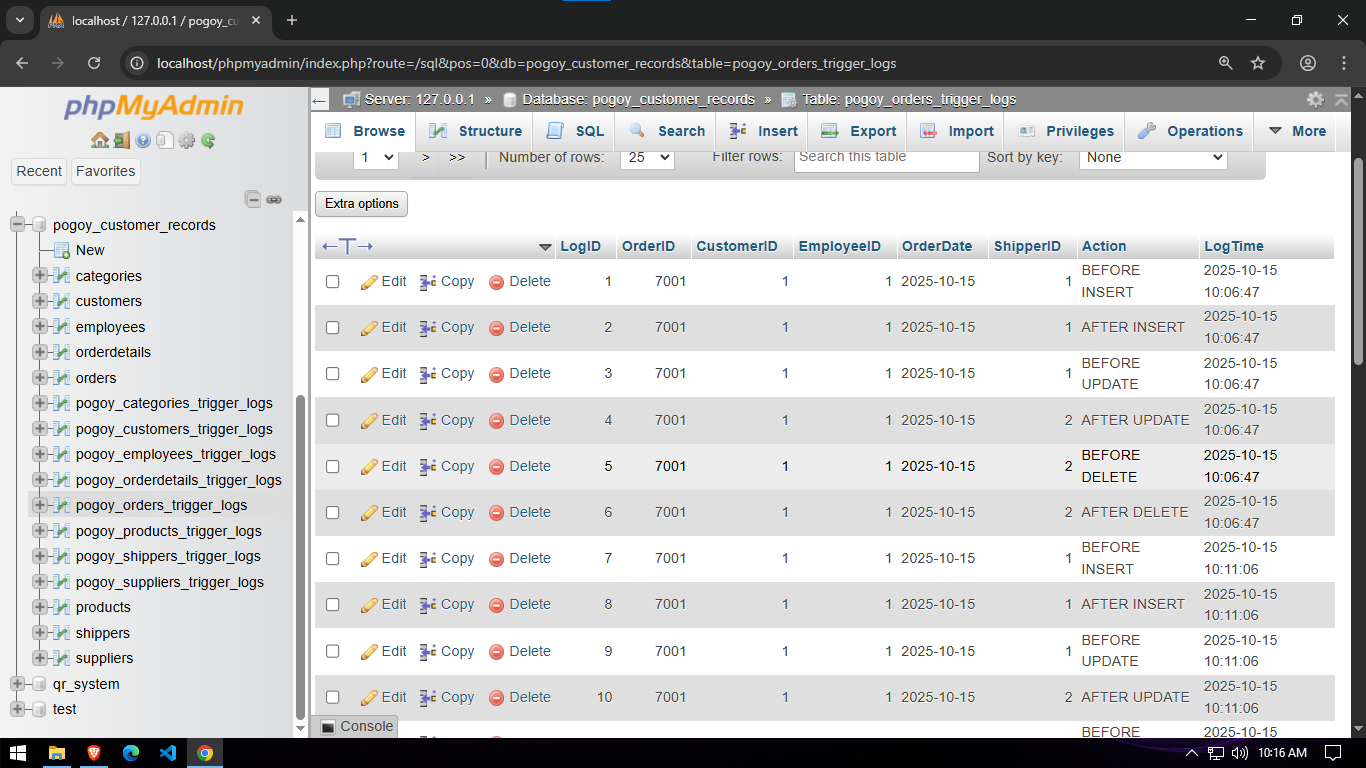 localhost / 127.0.0.1 / pogoy_cu
localhost/phpmyadmin/index.php?route=/sql&pos=0&db=pogoy_customer_records&table=pogoy_orders_trigger_logs
phpMyAdmin
Recent Favorites
pogoy_customer_records
New
categories
customers
employees
orderdetails
orders
pogoy_categories_trigger_logs
pogoy_customers_trigger_logs
pogoy_employees_trigger_logs
pogoy_orderdetails_trigger_logs
pogoy_orders_trigger_logs
pogoy_products_trigger_logs
pogoy_shippers_trigger_logs
pogoy_suppliers_trigger_logs
products
shippers
suppliers
qr_system
test
Server: 127.0.0.1 » Database: pogoy_customer_records » Table: pogoy_orders_trigger_logs
Browse Structure SQL Search Insert Export Import Privileges Operations More
1 > >> Number of rows: 25 Filter rows: Search this table Sort by key: None
Extra options
←T→ LogID OrderID CustomerID EmployeeID OrderDate ShipperID Action LogTime
Edit Copy Delete 1 7001 1 1 2025-10-15 1 BEFORE INSERT 2025-10-15 10:06:47
Edit Copy Delete 2 7001 1 1 2025-10-15 1 AFTER INSERT 2025-10-15 10:06:47
Edit Copy Delete 3 7001 1 1 2025-10-15 1 BEFORE UPDATE 2025-10-15 10:06:47
Edit Copy Delete 4 7001 1 1 2025-10-15 2 AFTER UPDATE 2025-10-15 10:06:47
Edit Copy Delete 5 7001 1 1 2025-10-15 2 BEFORE DELETE 2025-10-15 10:06:47
Edit Copy Delete 6 7001 1 1 2025-10-15 2 AFTER DELETE 2025-10-15 10:06:47
Edit Copy Delete 7 7001 1 1 2025-10-15 1 BEFORE INSERT 2025-10-15 10:11:06
Edit Copy Delete 8 7001 1 1 2025-10-15 1 AFTER INSERT 2025-10-15 10:11:06
Edit Copy Delete 9 7001 1 1 2025-10-15 1 BEFORE UPDATE 2025-10-15 10:11:06
Edit Copy Delete 10 7001 1 1 2025-10-15 2 AFTER UPDATE 2025-10-15 10:11:06
BEFORE 2025-10-15
Console
10:16 AM